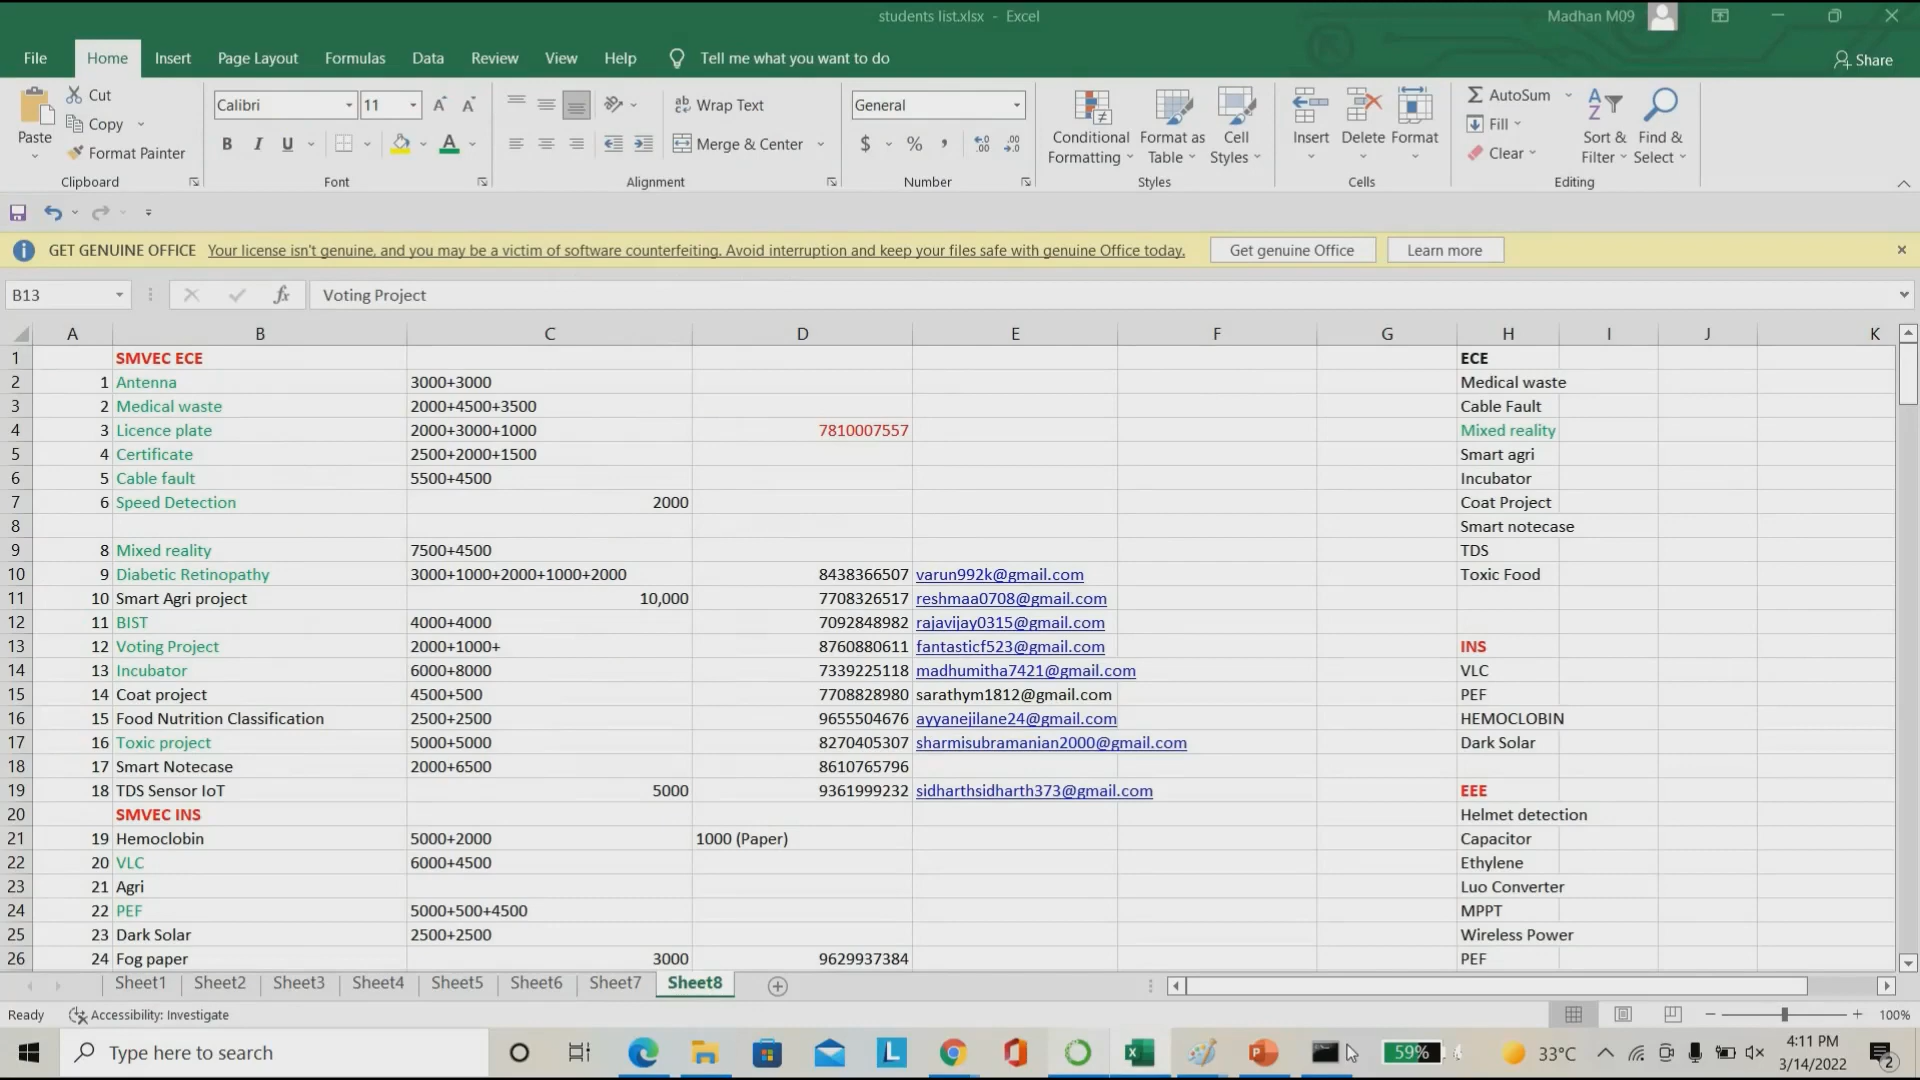 students list.xlsx - Excel
Madhan M09
File Home Insert Page Layout Formulas Data Review View Help Tell me what you want to do Share
Paste Cut
Copy
Format Painter
Clipboard
Calibri 11
B I U
Font
Wrap Text
Merge & Center
Alignment
General
$ % ,
Number
Conditional Formatting
Format as Table
Cell Styles
Styles
Insert Delete Format
Cells
AutoSum
Fill
Clear
Sort & Filter
Find & Select
Editing
GET GENUINE OFFICE Your license isn't genuine, and you may be a victim of software counterfeiting. Avoid interruption and keep your files safe with genuine Office today. Get genuine Office Learn more
B13 fx Voting Project
A B C D E F G H I J K
1 SMVEC ECE ECE
2 1 Antenna 3000+3000 Medical waste
3 2 Medical waste 2000+4500+3500 Cable Fault
4 3 Licence plate 2000+3000+1000 7810007557 Mixed reality
5 4 Certificate 2500+2000+1500 Smart agri
6 5 Cable fault 5500+4500 Incubator
7 6 Speed Detection 2000 Coat Project
8 Smart notecase
9 8 Mixed reality 7500+4500 TDS
10 9 Diabetic Retinopathy 3000+1000+2000+1000+2000 8438366507 varun992k@gmail.com Toxic Food
11 10 Smart Agri project 10,000 7708326517 reshmaa0708@gmail.com
12 11 BIST 4000+4000 7092848982 rajavijay0315@gmail.com
13 12 Voting Project 2000+1000+ 8760880611 fantasticf523@gmail.com INS
14 13 Incubator 6000+8000 7339225118 madhumitha7421@gmail.com VLC
15 14 Coat project 4500+500 7708828980 sarathym1812@gmail.com PEF
16 15 Food Nutrition Classification 2500+2500 9655504676 ayyanejilane24@gmail.com HEMOCLOBIN
17 16 Toxic project 5000+5000 8270405307 sharmisubramanian2000@gmail.com Dark Solar
18 17 Smart Notecase 2000+6500 8610765796
19 18 TDS Sensor IoT 5000 9361999232 sidharthsidharth373@gmail.com EEE
20 SMVEC INS Helmet detection
21 19 Hemoclobin 5000+2000 1000 (Paper) Capacitor
22 20 VLC 6000+4500 Ethylene
23 21 Agri Luo Converter
24 22 PEF 5000+500+4500 MPPT
25 23 Dark Solar 2500+2500 Wireless Power
26 24 Fog paper 3000 9629937384 PEF
Sheet1 Sheet2 Sheet3 Sheet4 Sheet5 Sheet6 Sheet7 Sheet8
Ready Accessibility: Investigate 100%
Type here to search 59% 33°C 4:11 PM
3/14/2022 2